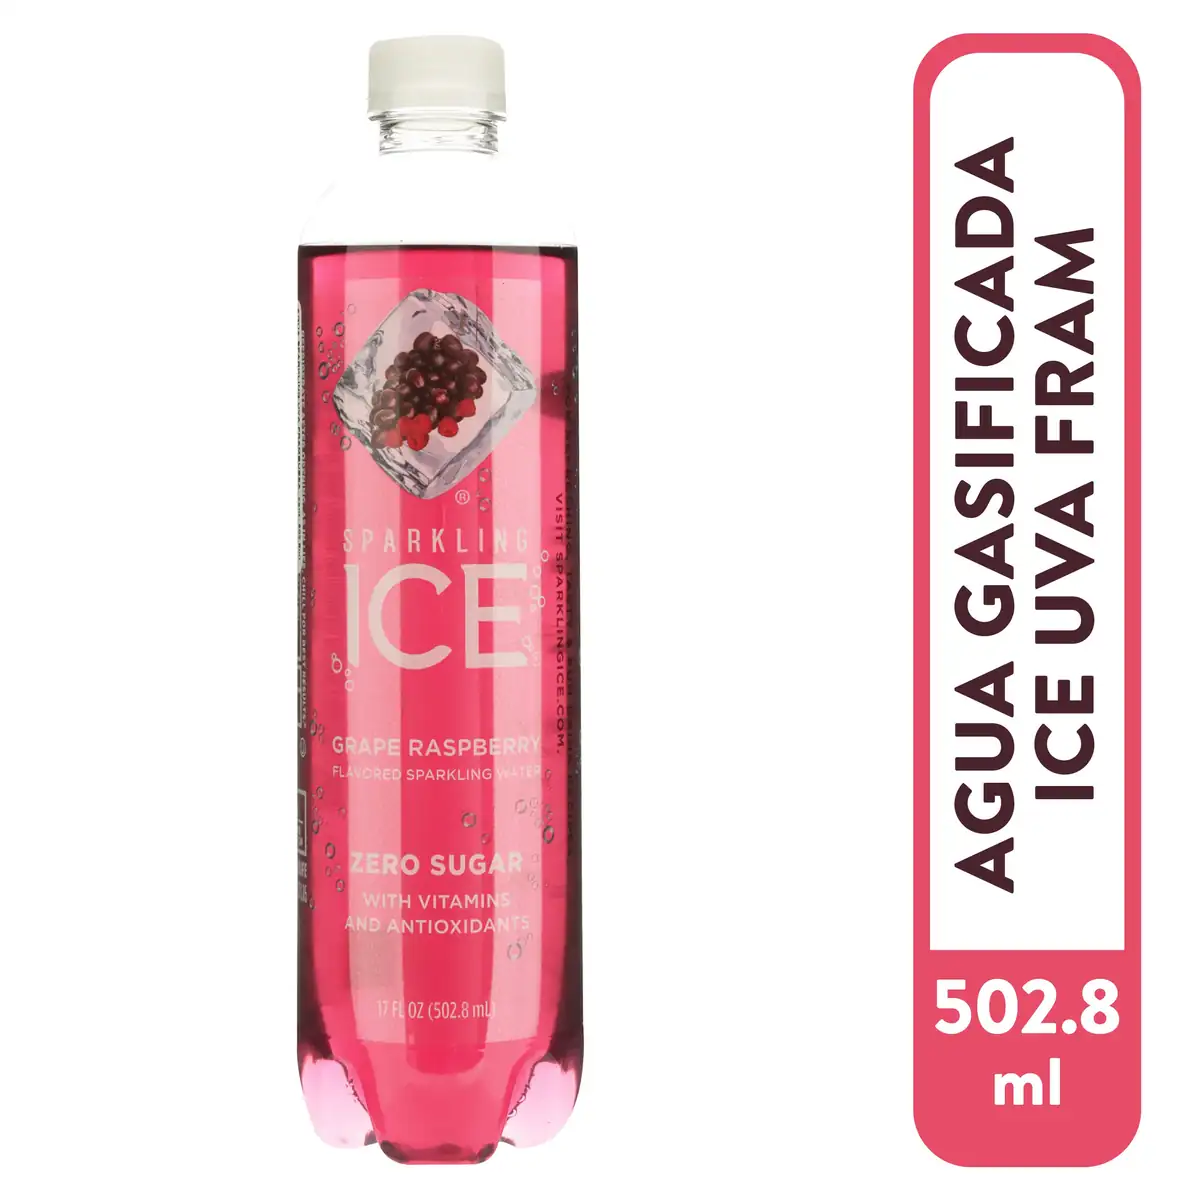 ®
SPARKLING
ICE
GRAPE RASPBERRY
FLAVORED SPARKLING WATER
ZERO SUGAR
WITH VITAMINS
AND ANTIOXIDANTS
17 FL OZ (502.8 mL)
VISIT SPARKLINGICE.COM.
AGUA GASIFICADA
ICE UVA FRAM
502.8
ml